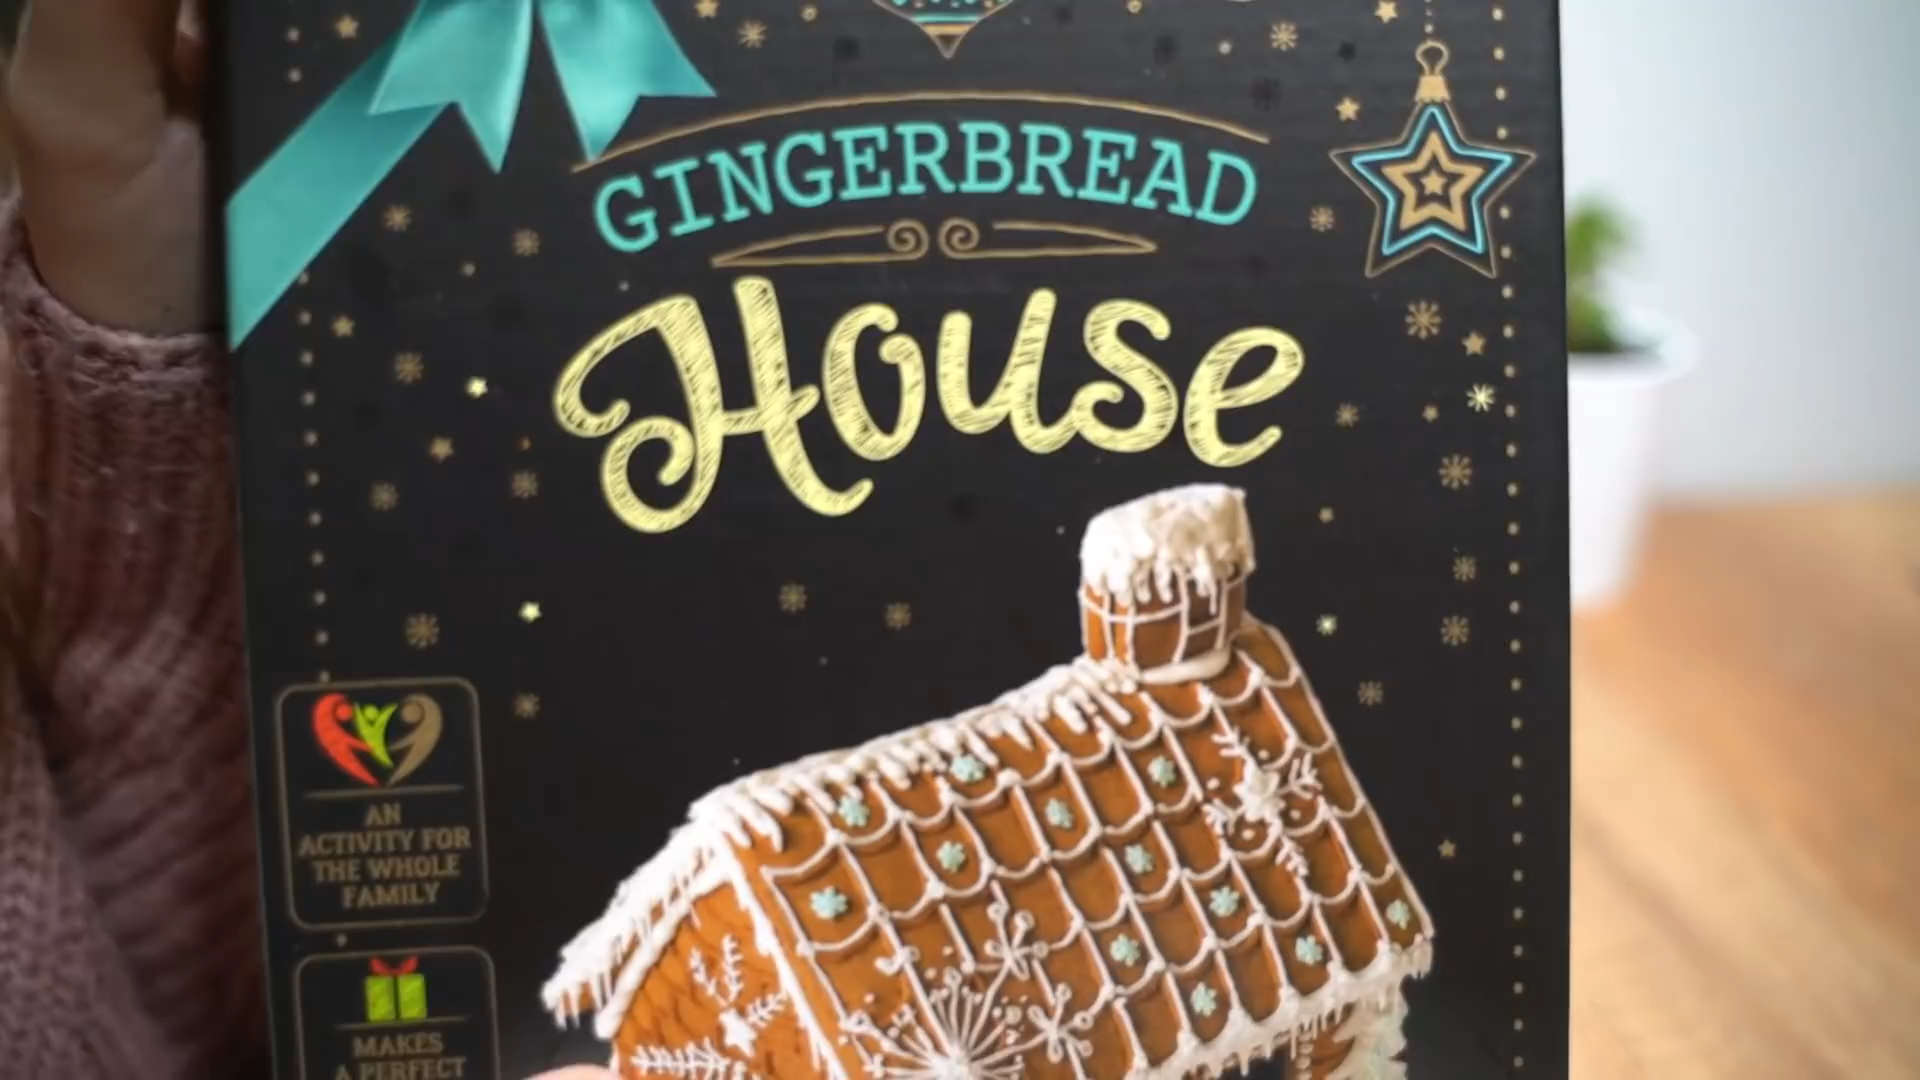 GINGERBREAD
House
AN
ACTIVITY FOR
THE WHOLE
FAMILY
MAKES
A PERFECT